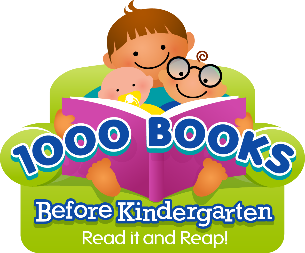 1000 BOOKS
Before Kindergarten
Read it and Reap!